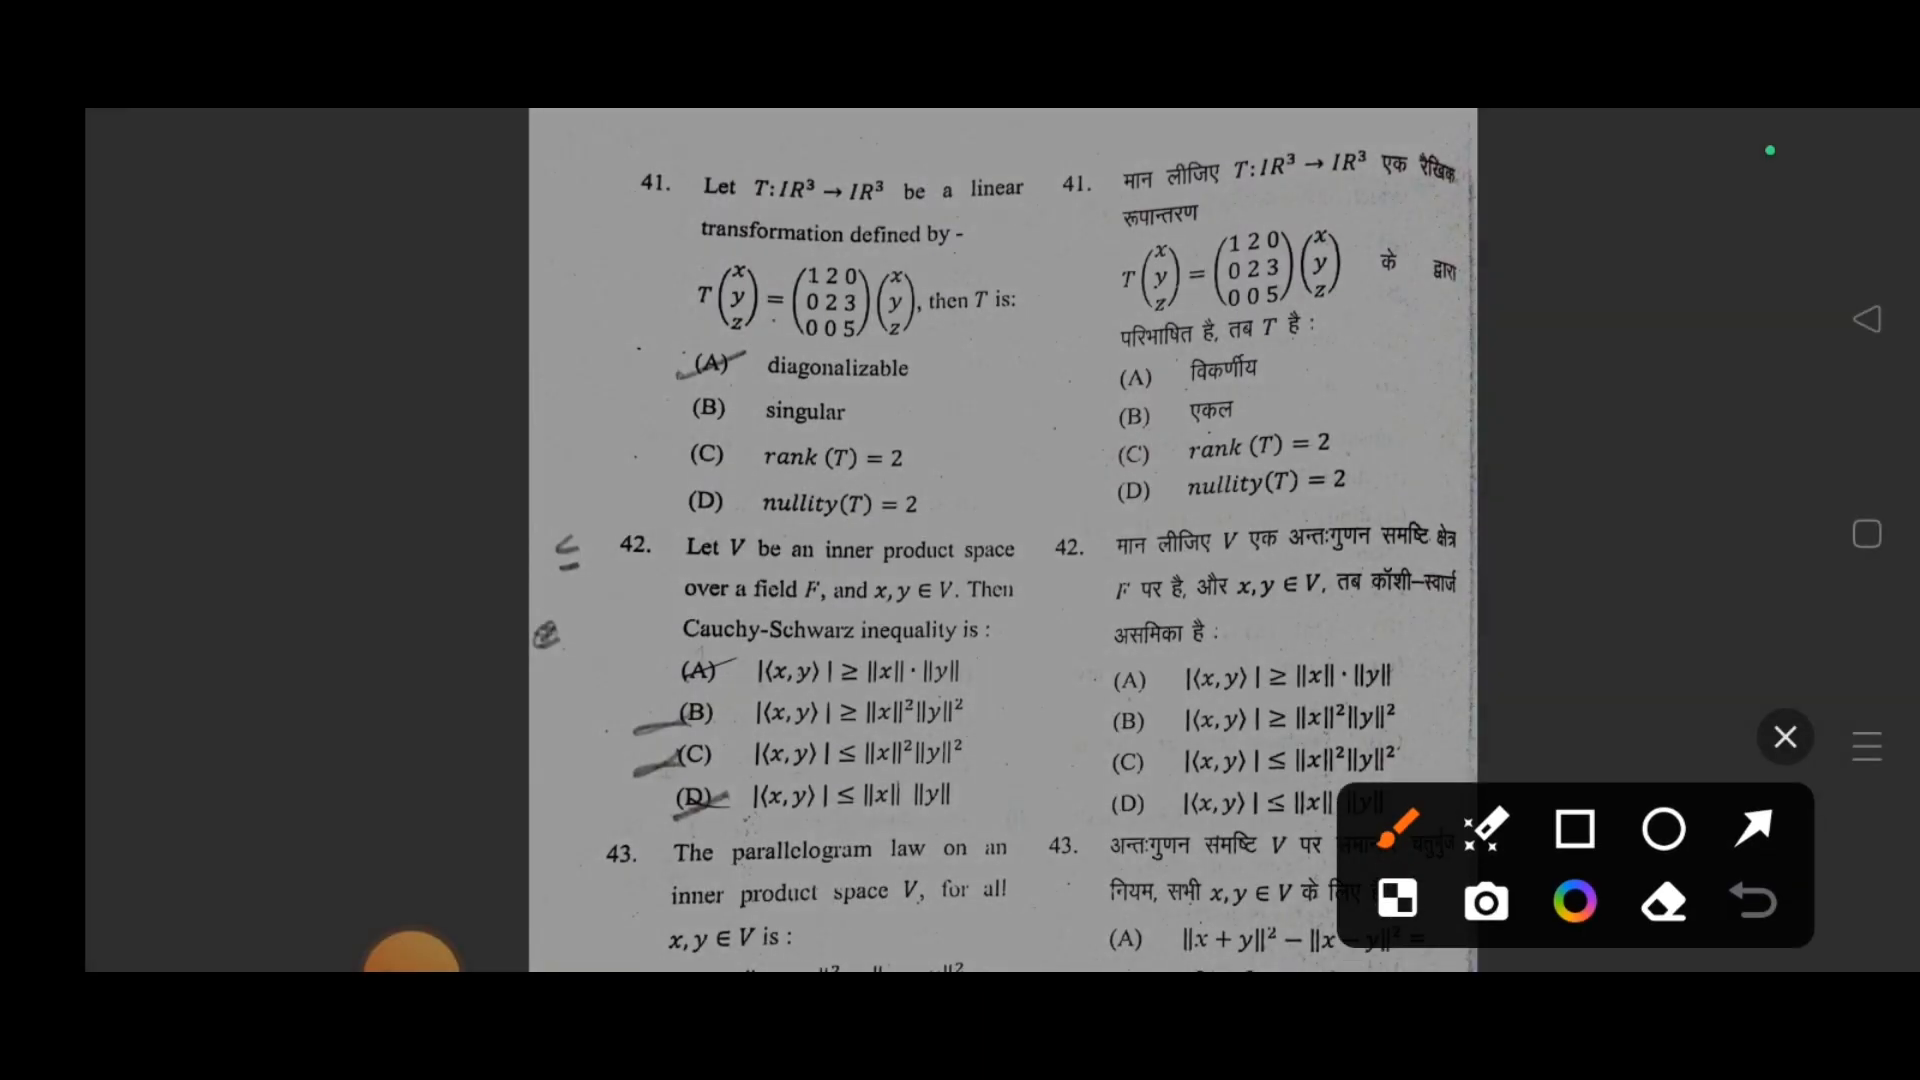 41. Let T:IR³ → IR³ be a linear
transformation defined by -
T(x y z) = (1 2 0 0 2 3 0 0 5)(x y z), then T is:
(A) diagonalizable
(B) singular
(C) rank (T) = 2
(D) nullity(T) = 2
42. Let V be an inner product space
over a field F, and x, y ∈ V. Then
Cauchy-Schwarz inequality is :
(A) |⟨x, y⟩| ≥ ||x|| · ||y||
(B) |⟨x, y⟩| ≥ ||x||²||y||²
(C) |⟨x, y⟩| ≤ ||x||²||y||²
(D) |⟨x, y⟩| ≤ ||x|| ||y||
43. The parallelogram law on an
inner product space V, for all
x, y ∈ V is :
41. मान लीजिए T:IR³ → IR³ एक रैखिक
रूपान्तरण
T(x y z) = (1 2 0 0 2 3 0 0 5)(x y z) के द्वारा
परिभाषित है, तब T है :
(A) विकर्णीय
(B) एकल
(C) rank (T) = 2
(D) nullity(T) = 2
42. मान लीजिए V एक अन्तःगुणन समष्टि क्षेत्र
F पर है, और x, y ∈ V, तब कॉशी–स्वार्ज
असमिका है :
(A) |⟨x, y⟩| ≥ ||x|| · ||y||
(B) |⟨x, y⟩| ≥ ||x||²||y||²
(C) |⟨x, y⟩| ≤ ||x||²||y||²
(D) |⟨x, y⟩| ≤ ||x|| ||y||
43. अन्तःगुणन संमष्टि V पर चतुर्भुज
नियम, सभी x, y ∈ V के लिए
(A) ||x + y||² − ||x − y||² =